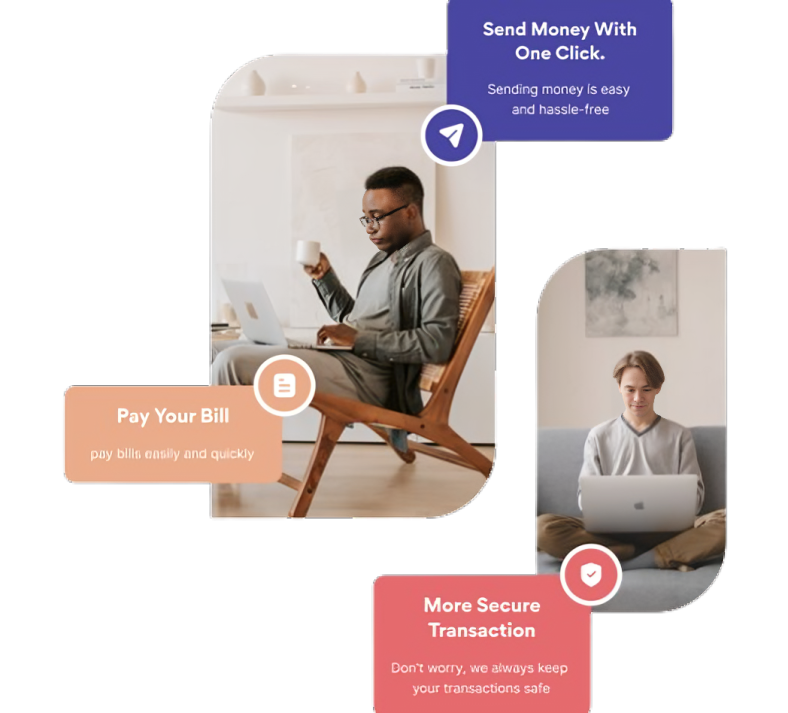 Send Money With
One Click.
Sending money is easy
and hassle-free
Pay Your Bill
pay bills easily and quickly
More Secure
Transaction
Don't worry, we always keep
your transactions safe